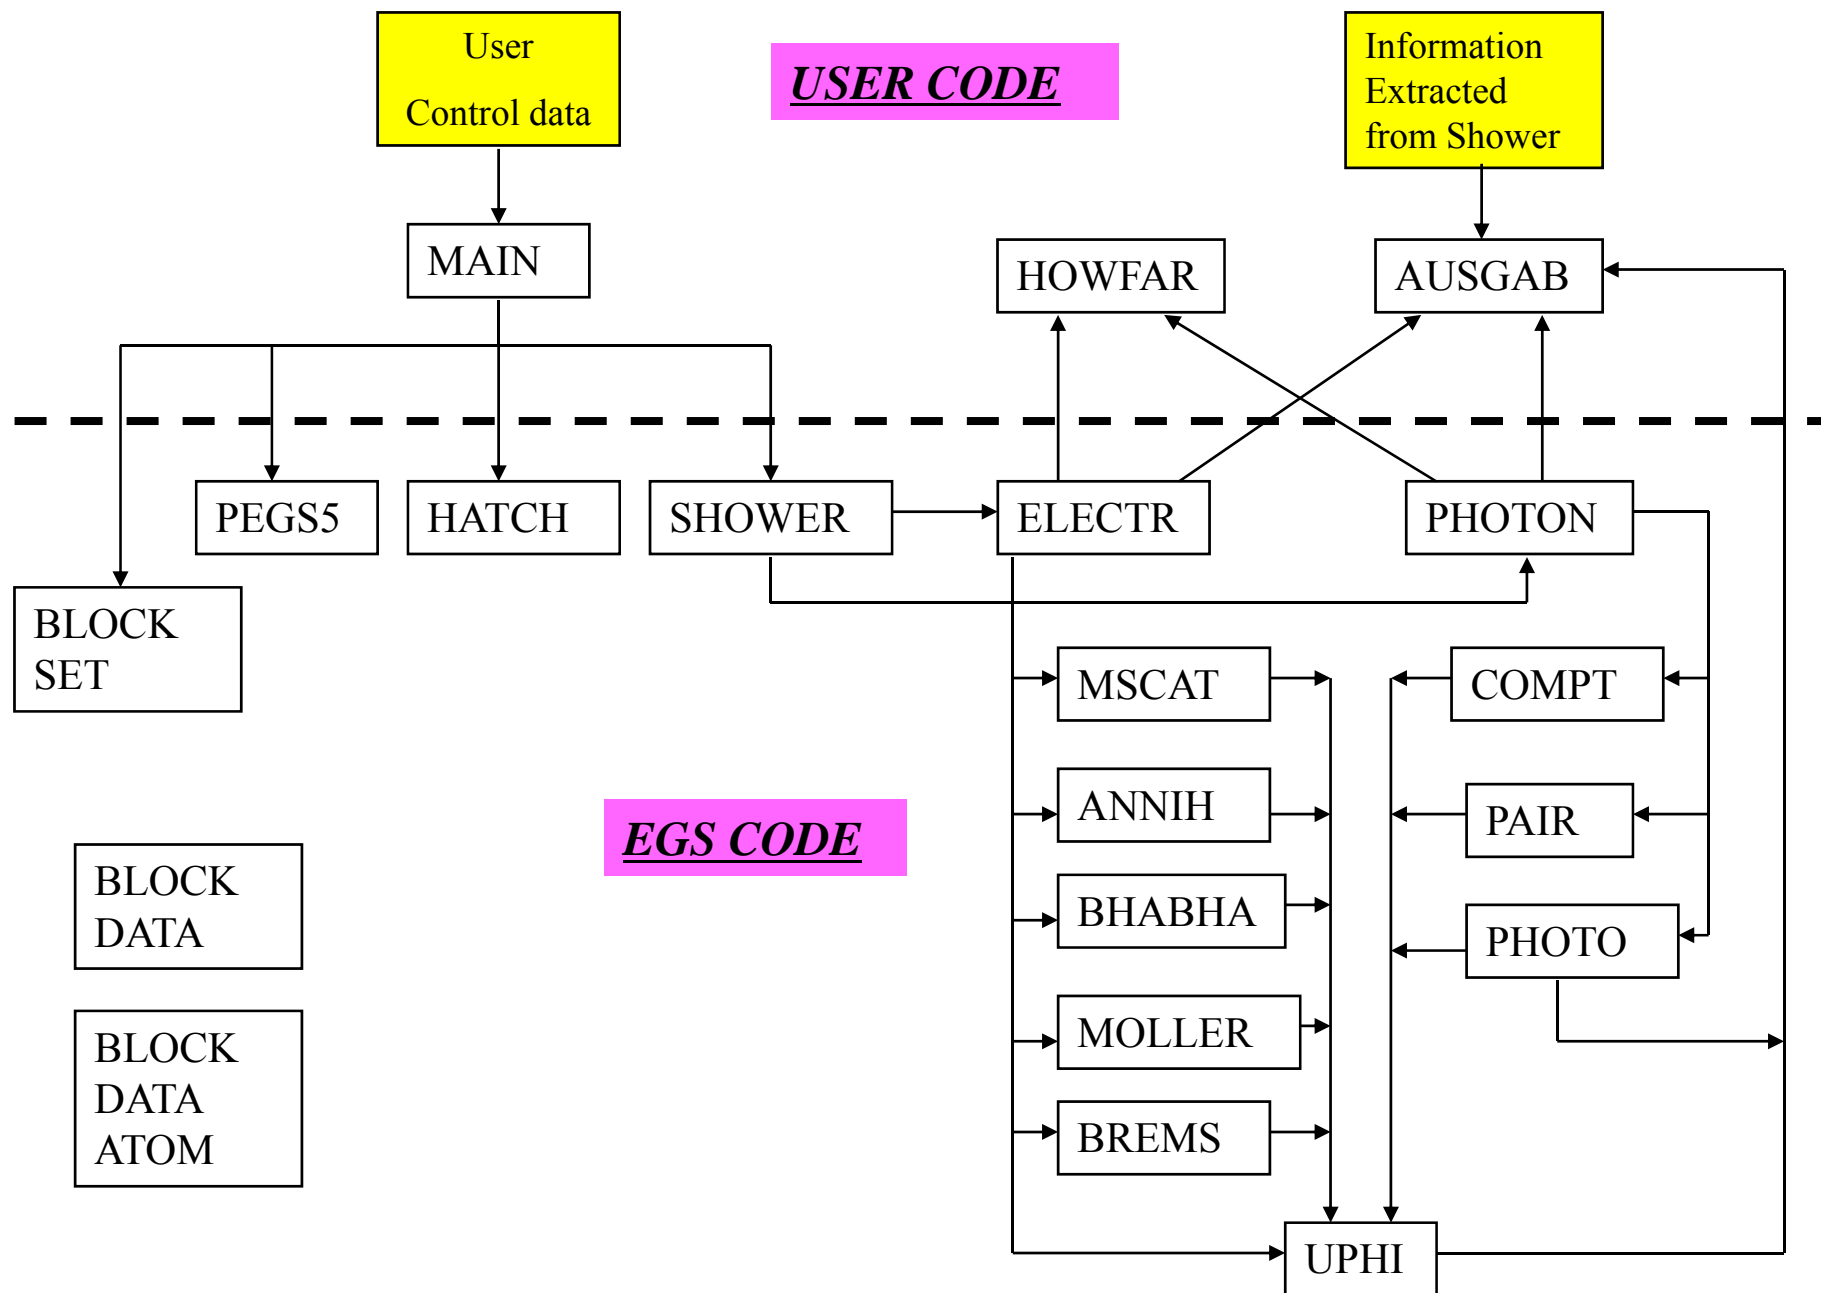 User
Control data
USER CODE
Information
Extracted
from Shower
MAIN
HOWFAR
AUSGAB
PEGS5
HATCH
SHOWER
ELECTR
PHOTON
BLOCK
SET
MSCAT
COMPT
ANNIH
PAIR
EGS CODE
BLOCK
DATA
BHABHA
PHOTO
MOLLER
BLOCK
DATA
ATOM
BREMS
UPHI